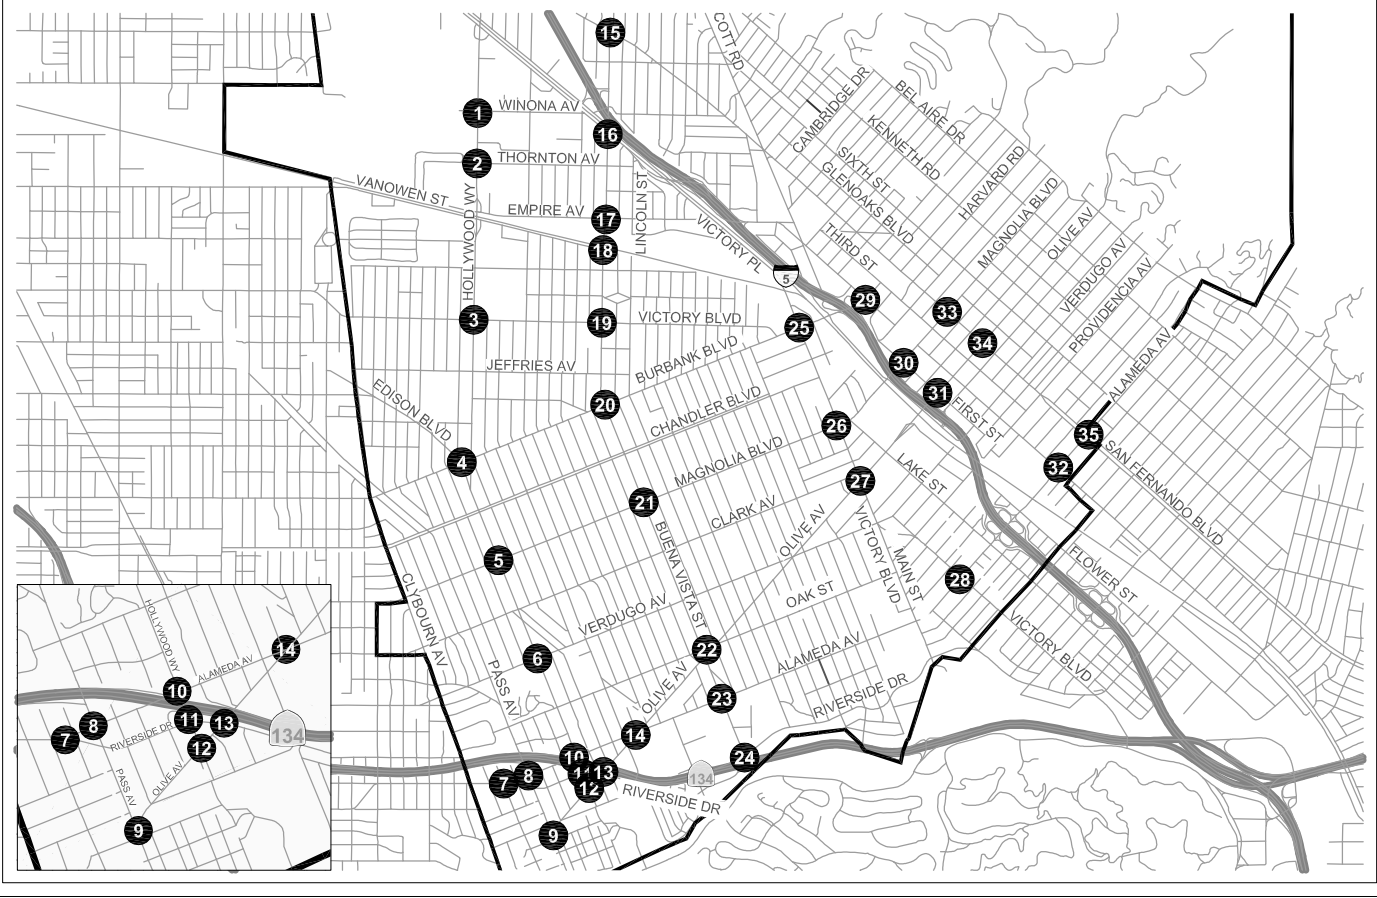 15
COTT RD
1
WINONA AV
16
CAMBRIDGE DR
BEL AIRE DR
KENNETH RD
2
THORNTON AV
SIXTH ST
GLENOAKS BLVD
HARVARD RD
MAGNOLIA BLVD
VANOWEN ST
HOLLYWOOD WY
EMPIRE AV
17
LINCOLN ST
18
VICTORY PL
THIRD ST
OLIVE AV
VERDUGO AV
PROVIDENCIA AV
5
29
33
3
19
VICTORY BLVD
25
34
ALAMEDA AV
JEFFRIES AV
BURBANK BLVD
30
31
EDISON BLVD
20
CHANDLER BLVD
FIRST ST
26
35
4
MAGNOLIA BLVD
LAKE ST
32
SAN FERNANDO BLVD
27
21
CLARK AV
OLIVE AV
VICTORY BLVD
5
BUENA VISTA ST
MAIN ST
28
FLOWER ST
CLYBOURN AV
VERDUGO AV
OAK ST
VICTORY BLVD
6
22
ALAMEDA AV
PASS AV
OLIVE AV
23
RIVERSIDE DR
14
24
10
11
13
12
7
8
134
RIVERSIDE DR
9
HOLLYWOOD WY
14
ALAMEDA AV
10
11
13
8
7
RIVERSIDE DR
134
12
PASS AV
OLIVE AV
9